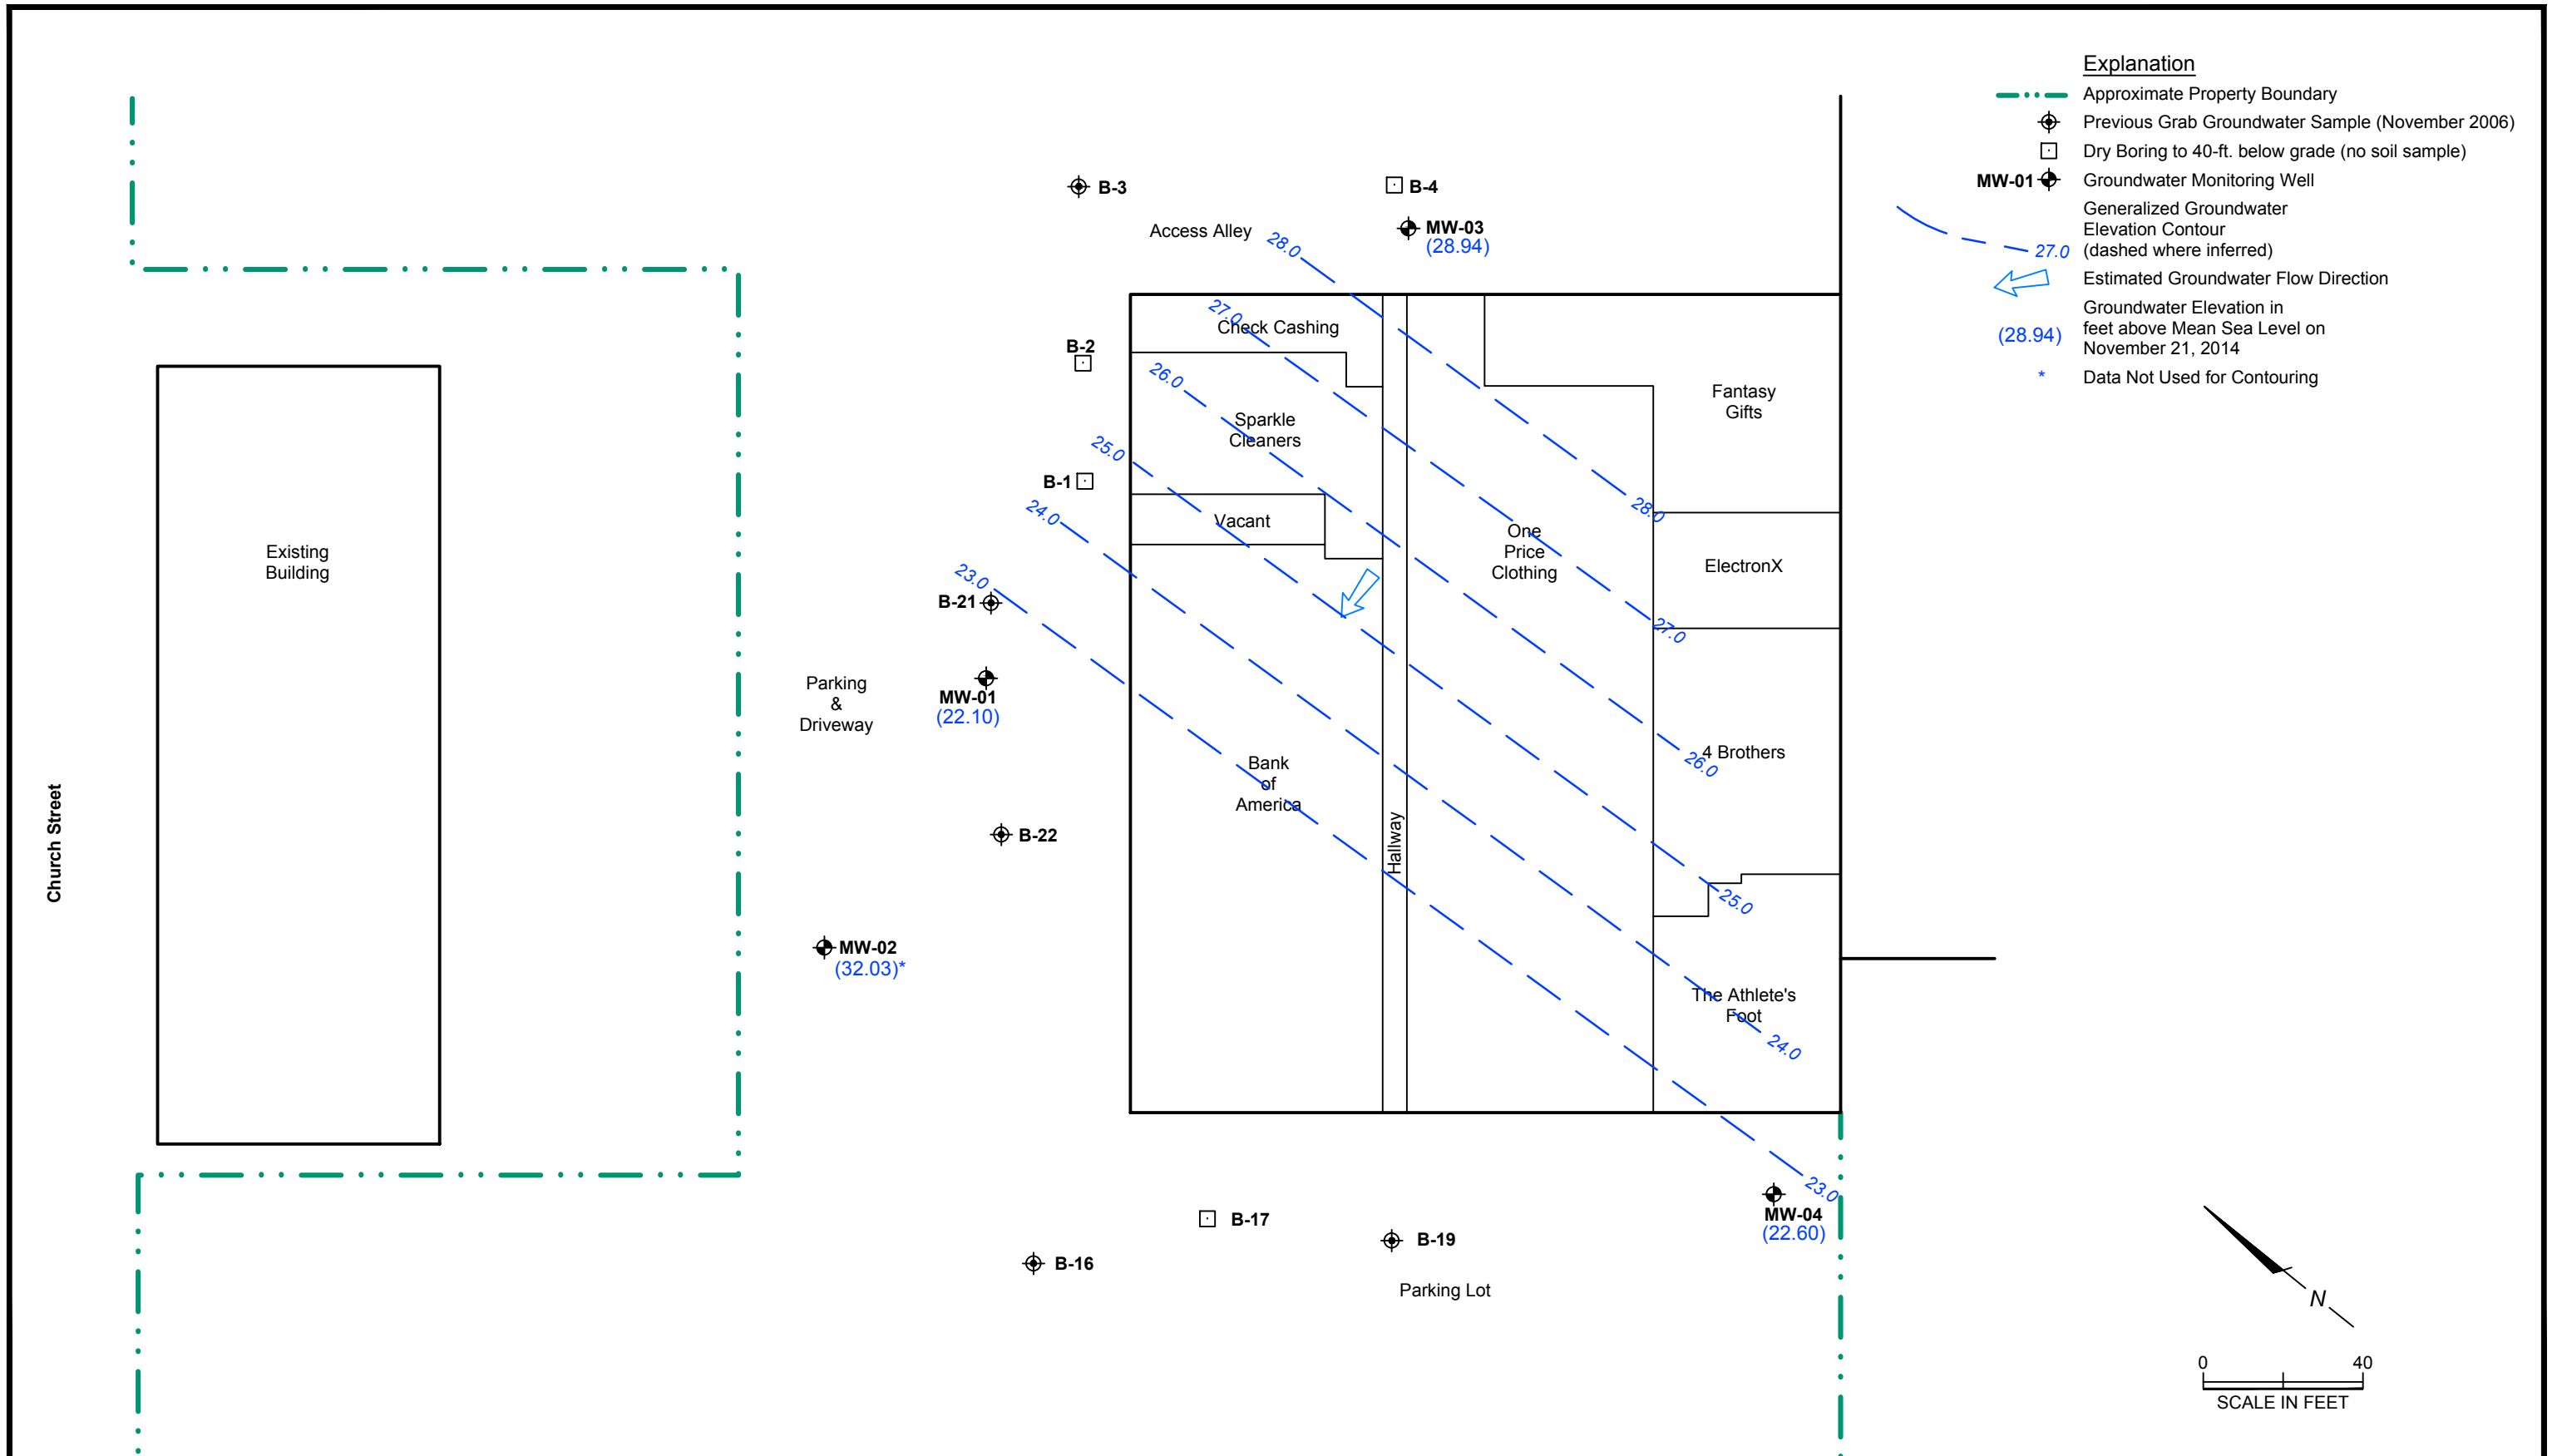 Explanation
Approximate Property Boundary
Previous Grab Groundwater Sample (November 2006)
Dry Boring to 40-ft. below grade (no soil sample)
MW-01 Groundwater Monitoring Well
Generalized Groundwater
Elevation Contour
27.0 (dashed where inferred)
Estimated Groundwater Flow Direction
Groundwater Elevation in
(28.94) feet above Mean Sea Level on
November 21, 2014
* Data Not Used for Contouring
B-3
B-4
Access Alley
MW-03
(28.94)
28.0
27.0
Check Cashing
B-2
26.0
Sparkle
Cleaners
Fantasy
Gifts
25.0
B-1
24.0
Vacant
28.0
One
Price
Clothing
ElectronX
Existing
Building
23.0
B-21
27.0
Parking
&
Driveway
MW-01
(22.10)
Bank
of
America
4 Brothers
26.0
Church Street
Hallway
B-22
25.0
MW-02
(32.03)*
The Athlete's
Foot
24.0
23.0
MW-04
(22.60)
B-17
B-19
B-16
Parking Lot
N
0 40
SCALE IN FEET